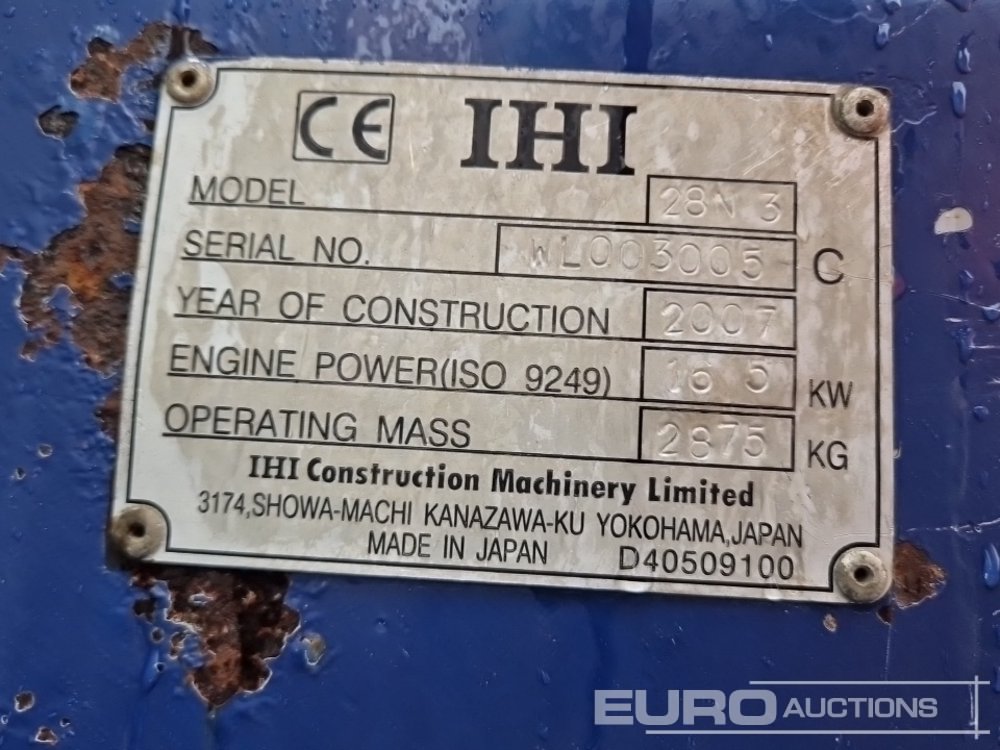 CE IHI
MODEL 28N 3
SERIAL NO. WL003005 C
YEAR OF CONSTRUCTION 2007
ENGINE POWER(ISO 9249) 16 5 KW
OPERATING MASS 2875 KG
IHI Construction Machinery Limited
3174,SHOWA-MACHI KANAZAWA-KU YOKOHAMA,JAPAN
MADE IN JAPAN D40509100
EURO AUCTIONS